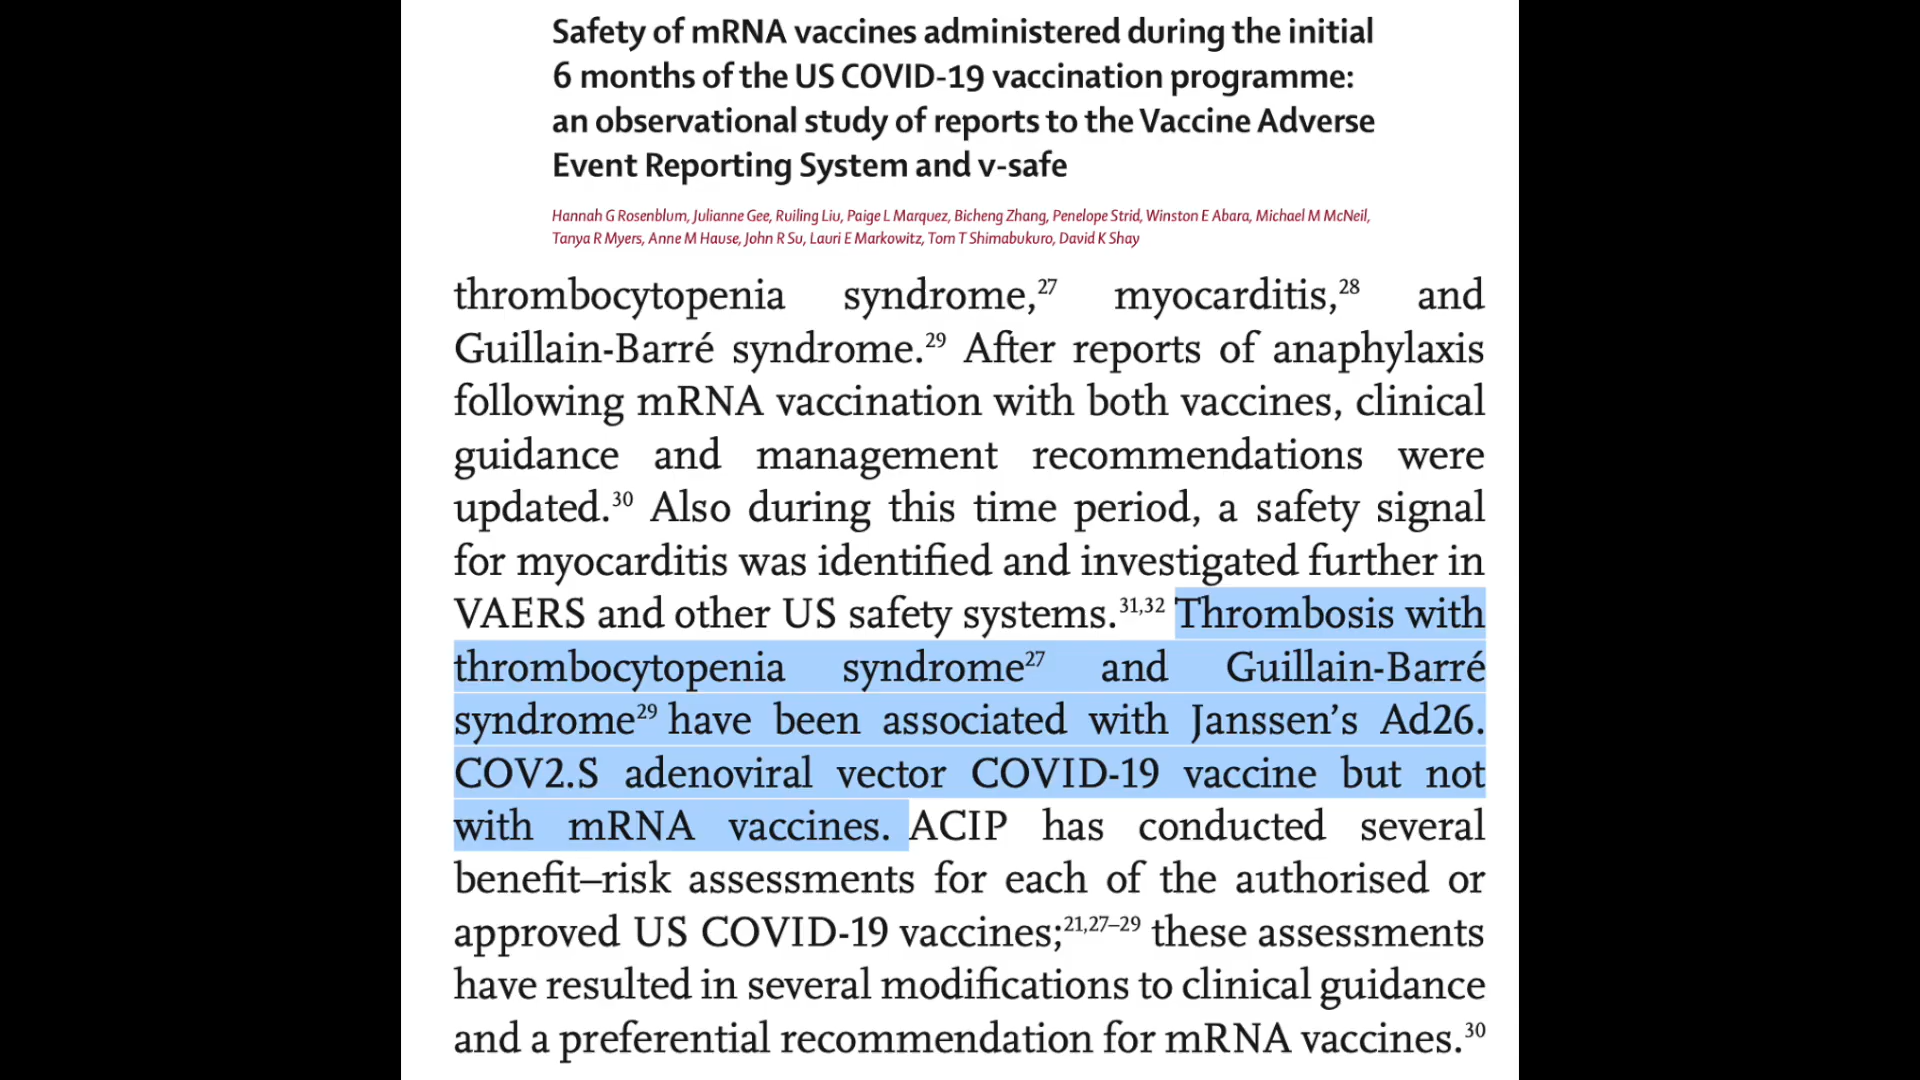 Safety of mRNA vaccines administered during the initial
6 months of the US COVID-19 vaccination programme:
an observational study of reports to the Vaccine Adverse
Event Reporting System and v-safe
Hannah G Rosenblum, Julianne Gee, Ruiling Liu, Paige L Marquez, Bicheng Zhang, Penelope Strid, Winston E Abara, Michael M McNeil,
Tanya R Myers, Anne M Hause, John R Su, Lauri E Markowitz, Tom T Shimabukuro, David K Shay
thrombocytopenia syndrome,27 myocarditis,28 and
Guillain-Barré syndrome.29 After reports of anaphylaxis
following mRNA vaccination with both vaccines, clinical
guidance and management recommendations were
updated.30 Also during this time period, a safety signal
for myocarditis was identified and investigated further in
VAERS and other US safety systems.31,32 Thrombosis with
thrombocytopenia syndrome27 and Guillain-Barré
syndrome29 have been associated with Janssen's Ad26.
COV2.S adenoviral vector COVID-19 vaccine but not
with mRNA vaccines. ACIP has conducted several
benefit–risk assessments for each of the authorised or
approved US COVID-19 vaccines;21,27–29 these assessments
have resulted in several modifications to clinical guidance
and a preferential recommendation for mRNA vaccines.30